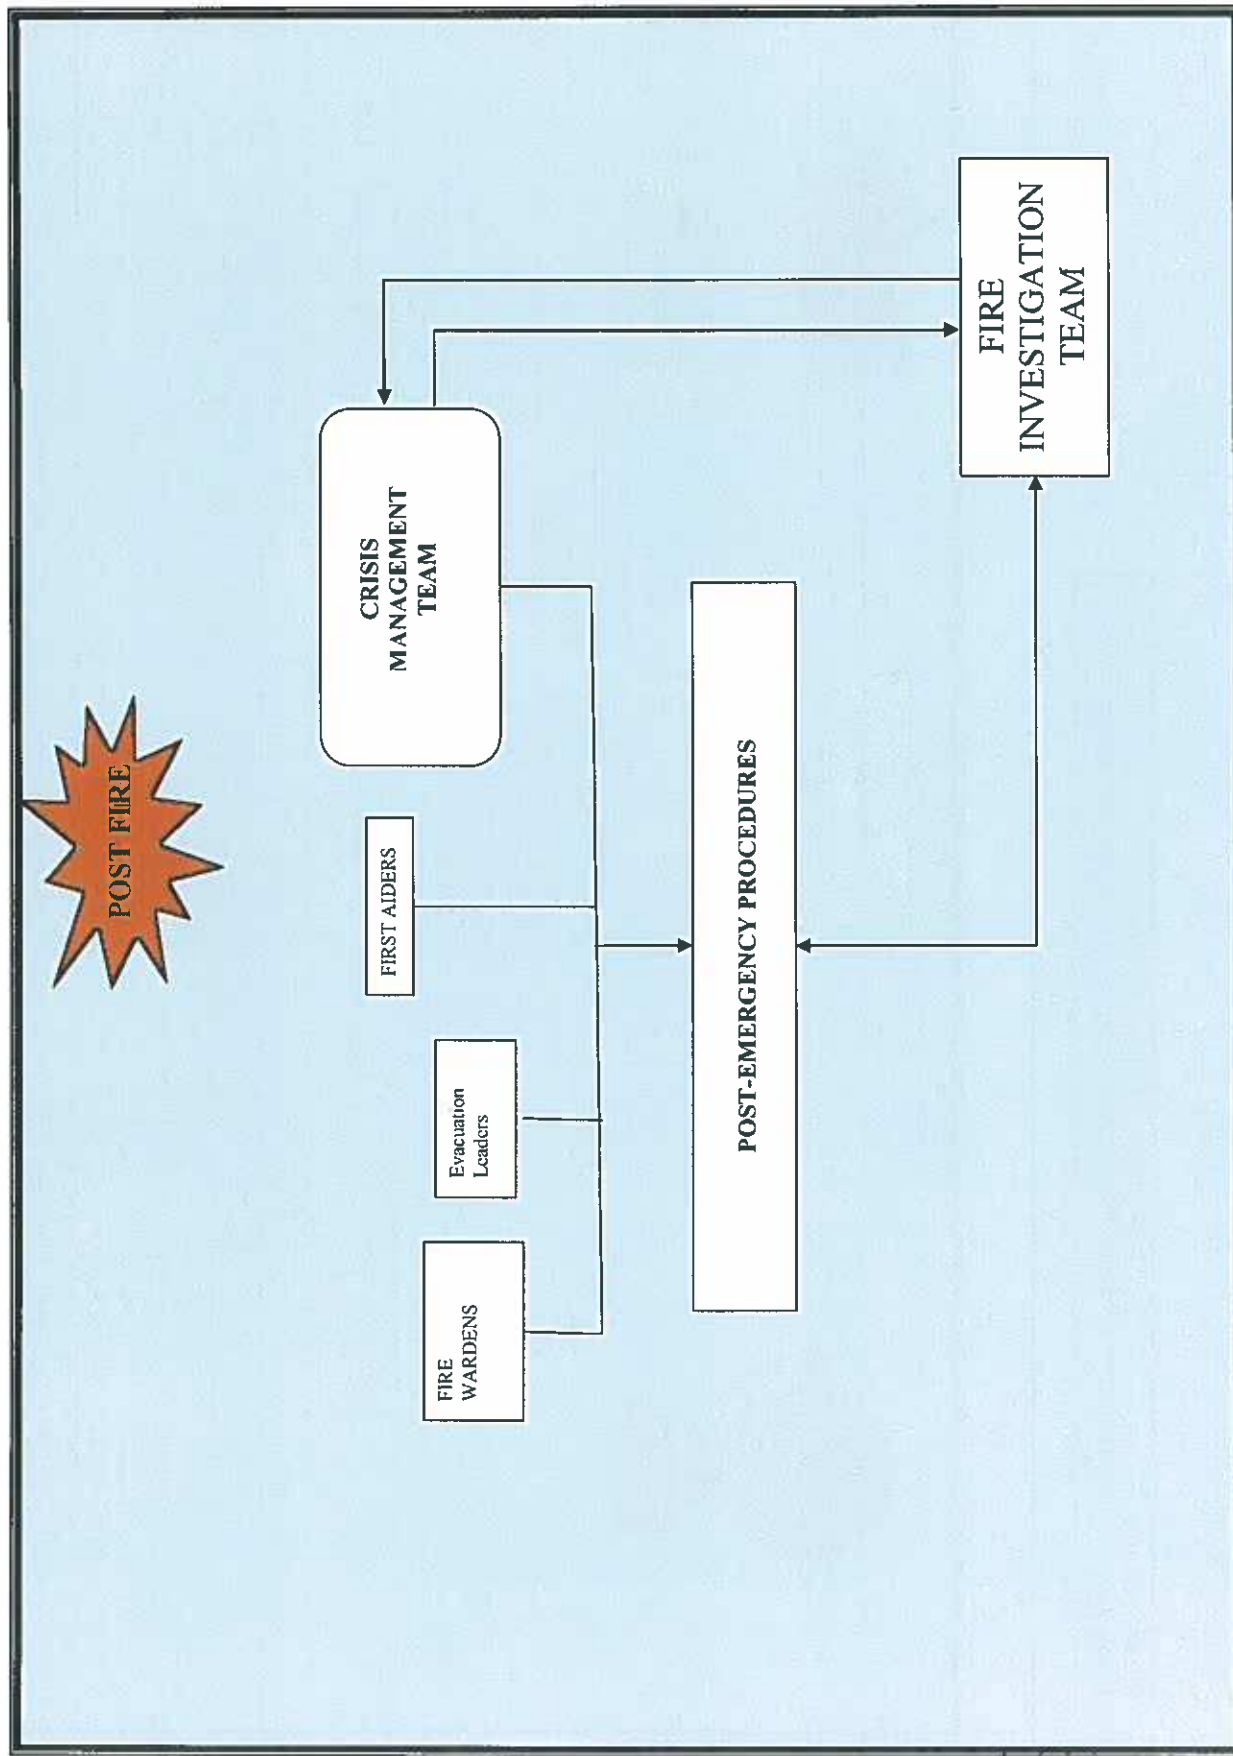 POST FIRE
FIRE
WARDENS
Evacuation
Leaders
FIRST AIDERS
CRISIS
MANAGEMENT
TEAM
POST-EMERGENCY PROCEDURES
FIRE
INVESTIGATION
TEAM